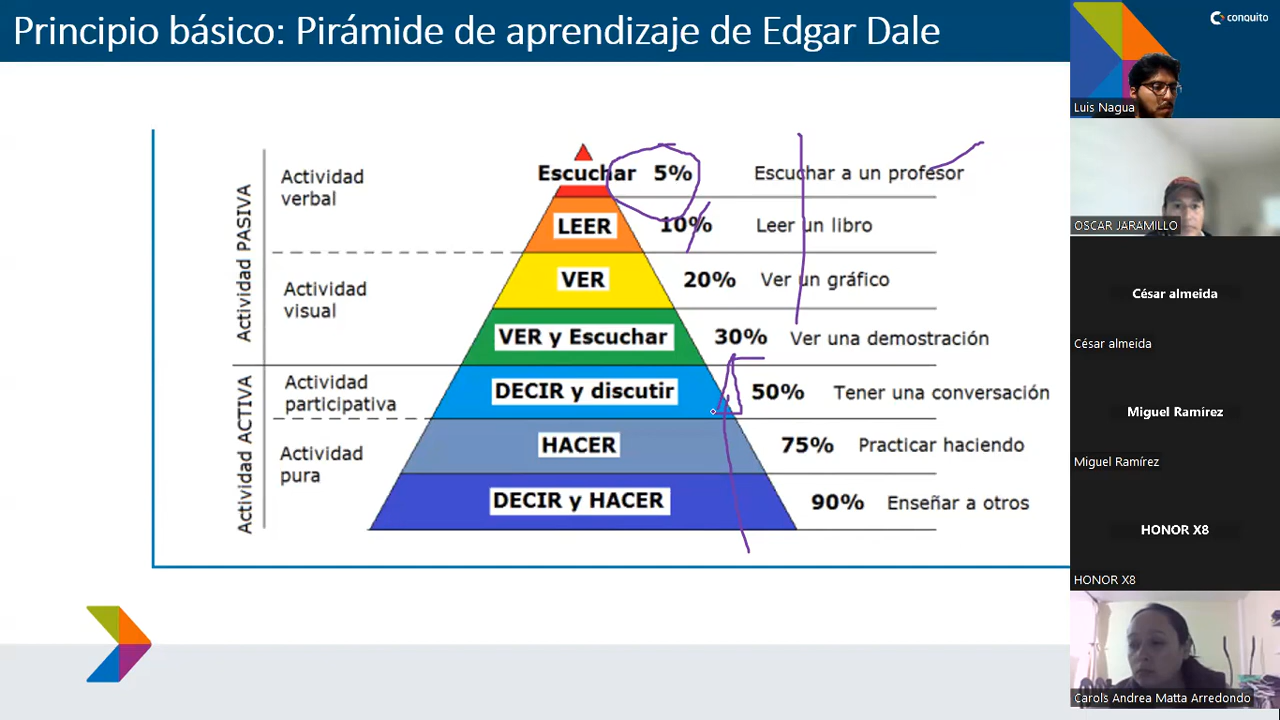 Principio básico: Pirámide de aprendizaje de Edgar Dale
conquito
Luis Nagua
OSCAR JARAMILLO
César almeida
César almeida
Miguel Ramírez
Miguel Ramírez
HONOR X8
HONOR X8
Carols Andrea Matta Arredondo
Actividad PASIVA
Actividad
verbal
Escuchar 5% Escuchar a un profesor
LEER 10% Leer un libro
Actividad
visual
VER 20% Ver un gráfico
VER y Escuchar 30% Ver una demostración
Actividad ACTIVA
Actividad
participativa
DECIR y discutir 50% Tener una conversación
Actividad
pura
HACER 75% Practicar haciendo
DECIR y HACER 90% Enseñar a otros